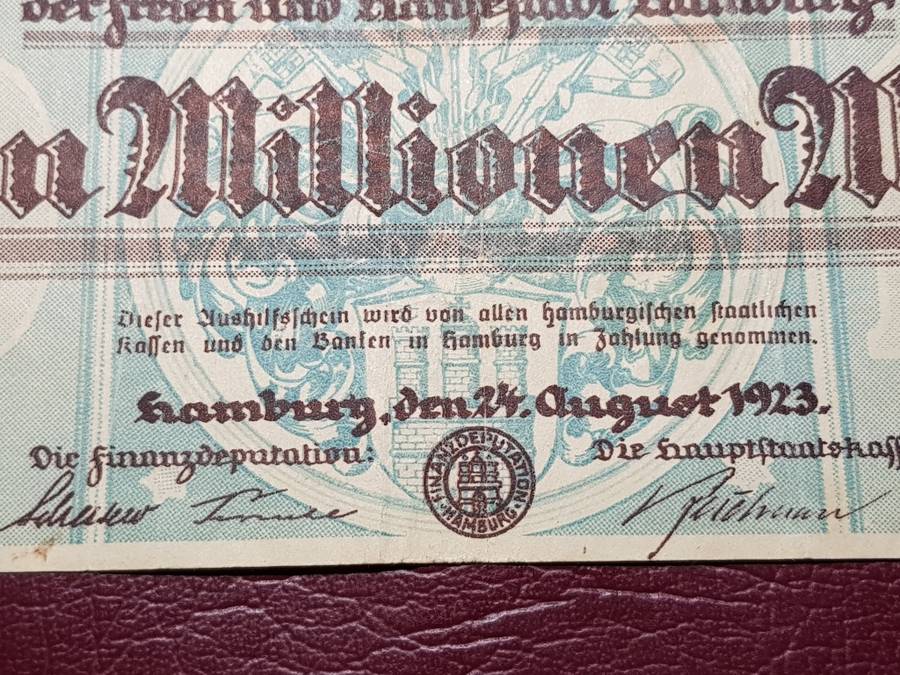 der freien und Hansestadt Hamburg
n Millionen M
Dieser Aushilfsschein wird von allen hamburgischen staatlichen
Kassen und den Banken in Hamburg in Zahlung genommen.
Hamburg, den 24. August 1923.
Die Finanzdeputation: Die Hauptstaatskass
FINANZDEPUTATION
HAMBURG